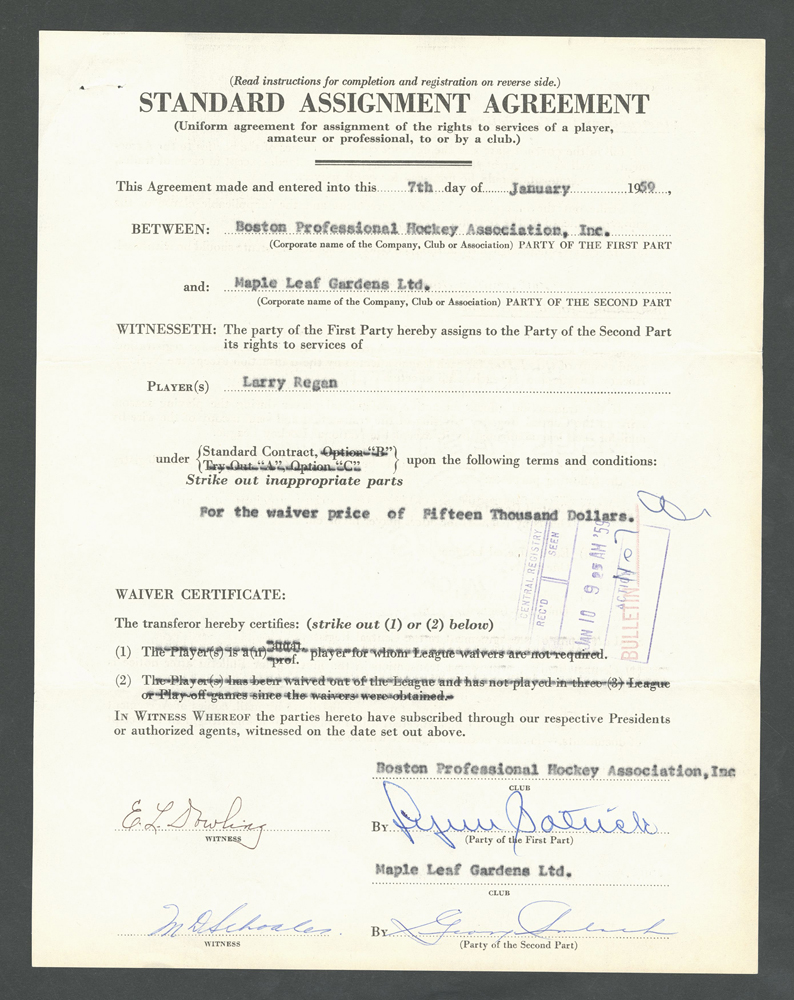 (Read instructions for completion and registration on reverse side.)
STANDARD ASSIGNMENT AGREEMENT
(Uniform agreement for assignment of the rights to services of a player,
amateur or professional, to or by a club.)
This Agreement made and entered into this 7th day of January 1959,
BETWEEN: Boston Professional Hockey Association, Inc.
(Corporate name of the Company, Club or Association) PARTY OF THE FIRST PART
and: Maple Leaf Gardens Ltd.
(Corporate name of the Company, Club or Association) PARTY OF THE SECOND PART
WITNESSETH: The party of the First Party hereby assigns to the Party of the Second Part
its rights to services of
PLAYER(S) Larry Regan
under {Standard Contract, Option "B"} upon the following terms and conditions:
{Try-Out "A", Option "C"}
Strike out inappropriate parts
For the waiver price of Fifteen Thousand Dollars.
CENTRAL REGISTRY
REC'D
SEEN
JAN 10 9 25 AM '59
ACTION
BULLETIN
WAIVER CERTIFICATE:
The transferor hereby certifies: (strike out (1) or (2) below)
(1) The Player(s) is a(n) prof. player for whom League waivers are not required.
(2) The Player(s) has been waived out of the League and has not played in three (3) League
or Play-off games since the waivers were obtained.
IN WITNESS WHEREOF the parties hereto have subscribed through our respective Presidents
or authorized agents, witnessed on the date set out above.
Boston Professional Hockey Association, Inc
CLUB
E. L. Dowling
WITNESS
By Lynn Patrick
(Party of the First Part)
Maple Leaf Gardens Ltd.
CLUB
M D Schoales
WITNESS
By
(Party of the Second Part)